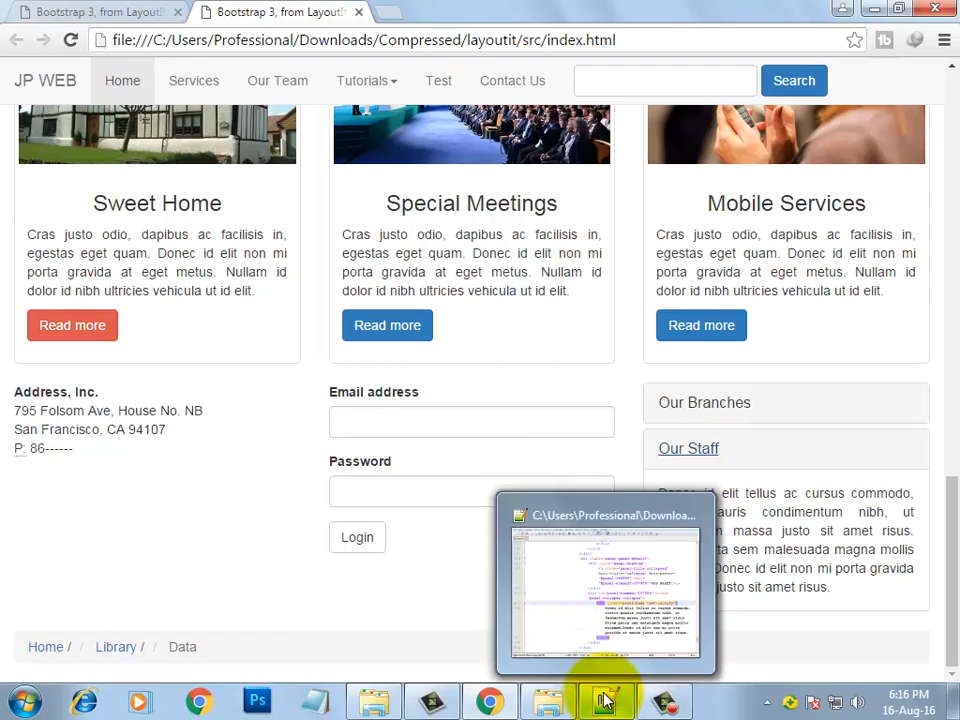 Bootstrap 3, from LayoutI
Bootstrap 3, from LayoutI
file:///C:/Users/Professional/Downloads/Compressed/layoutit/src/index.html
JP WEB Home Services Our Team Tutorials Test Contact Us Search
Sweet Home
Cras justo odio, dapibus ac facilisis in,
egestas eget quam. Donec id elit non mi
porta gravida at eget metus. Nullam id
dolor id nibh ultricies vehicula ut id elit.
Read more
Special Meetings
Cras justo odio, dapibus ac facilisis in,
egestas eget quam. Donec id elit non mi
porta gravida at eget metus. Nullam id
dolor id nibh ultricies vehicula ut id elit.
Read more
Mobile Services
Cras justo odio, dapibus ac facilisis in,
egestas eget quam. Donec id elit non mi
porta gravida at eget metus. Nullam id
dolor id nibh ultricies vehicula ut id elit.
Read more
Address, Inc.
795 Folsom Ave, House No. NB
San Francisco, CA 94107
P: 86------
Email address
Password
Login
Our Branches
Our Staff
Donec id elit tellus ac cursus commodo,
mauris condimentum nibh, ut
massa justo sit amet risus.
sem malesuada magna mollis
Donec id elit non mi porta
justo sit amet risus.
C:\Users\Professional\Downloa...
Home / Library / Data
Ps
6:16 PM
16-Aug-16